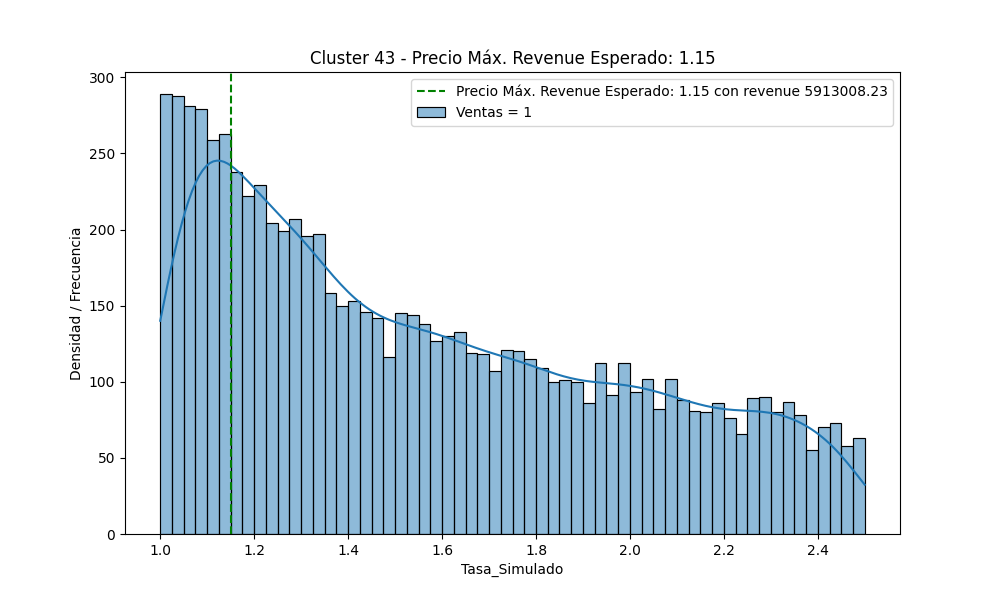 Cluster 43 - Precio Máx. Revenue Esperado: 1.15
Precio Máx. Revenue Esperado: 1.15 con revenue 5913008.23
Ventas = 1
Densidad / Frecuencia
300
250
200
150
100
50
0
1.0 1.2 1.4 1.6 1.8 2.0 2.2 2.4
Tasa_Simulado